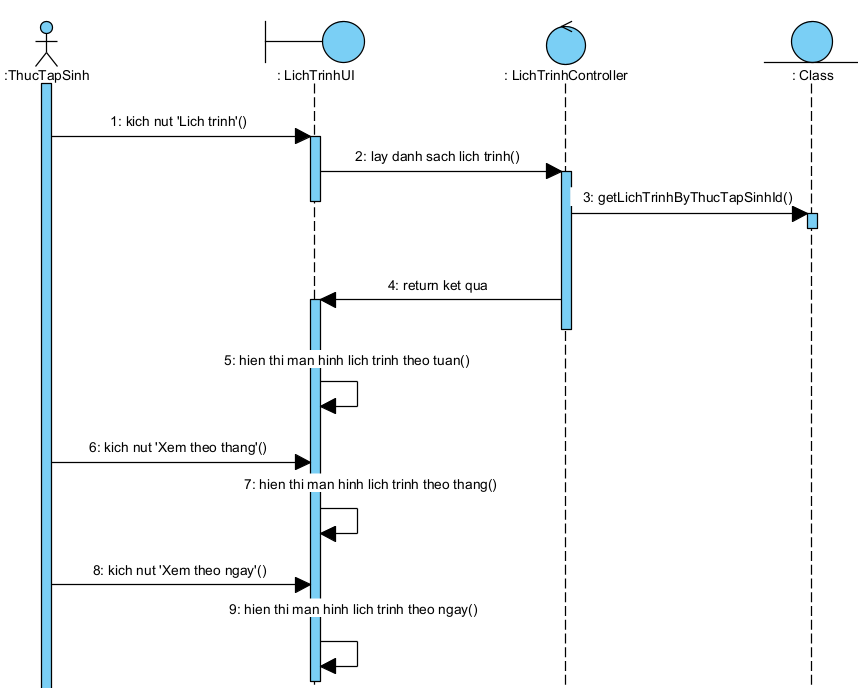 :ThucTapSinh
: LichTrinhUI
: LichTrinhController
: Class
1: kich nut 'Lich trinh'()
2: lay danh sach lich trinh()
3: getLichTrinhByThucTapSinhId()
4: return ket qua
5: hien thi man hinh lich trinh theo tuan()
6: kich nut 'Xem theo thang'()
7: hien thi man hinh lich trinh theo thang()
8: kich nut 'Xem theo ngay'()
9: hien thi man hinh lich trinh theo ngay()